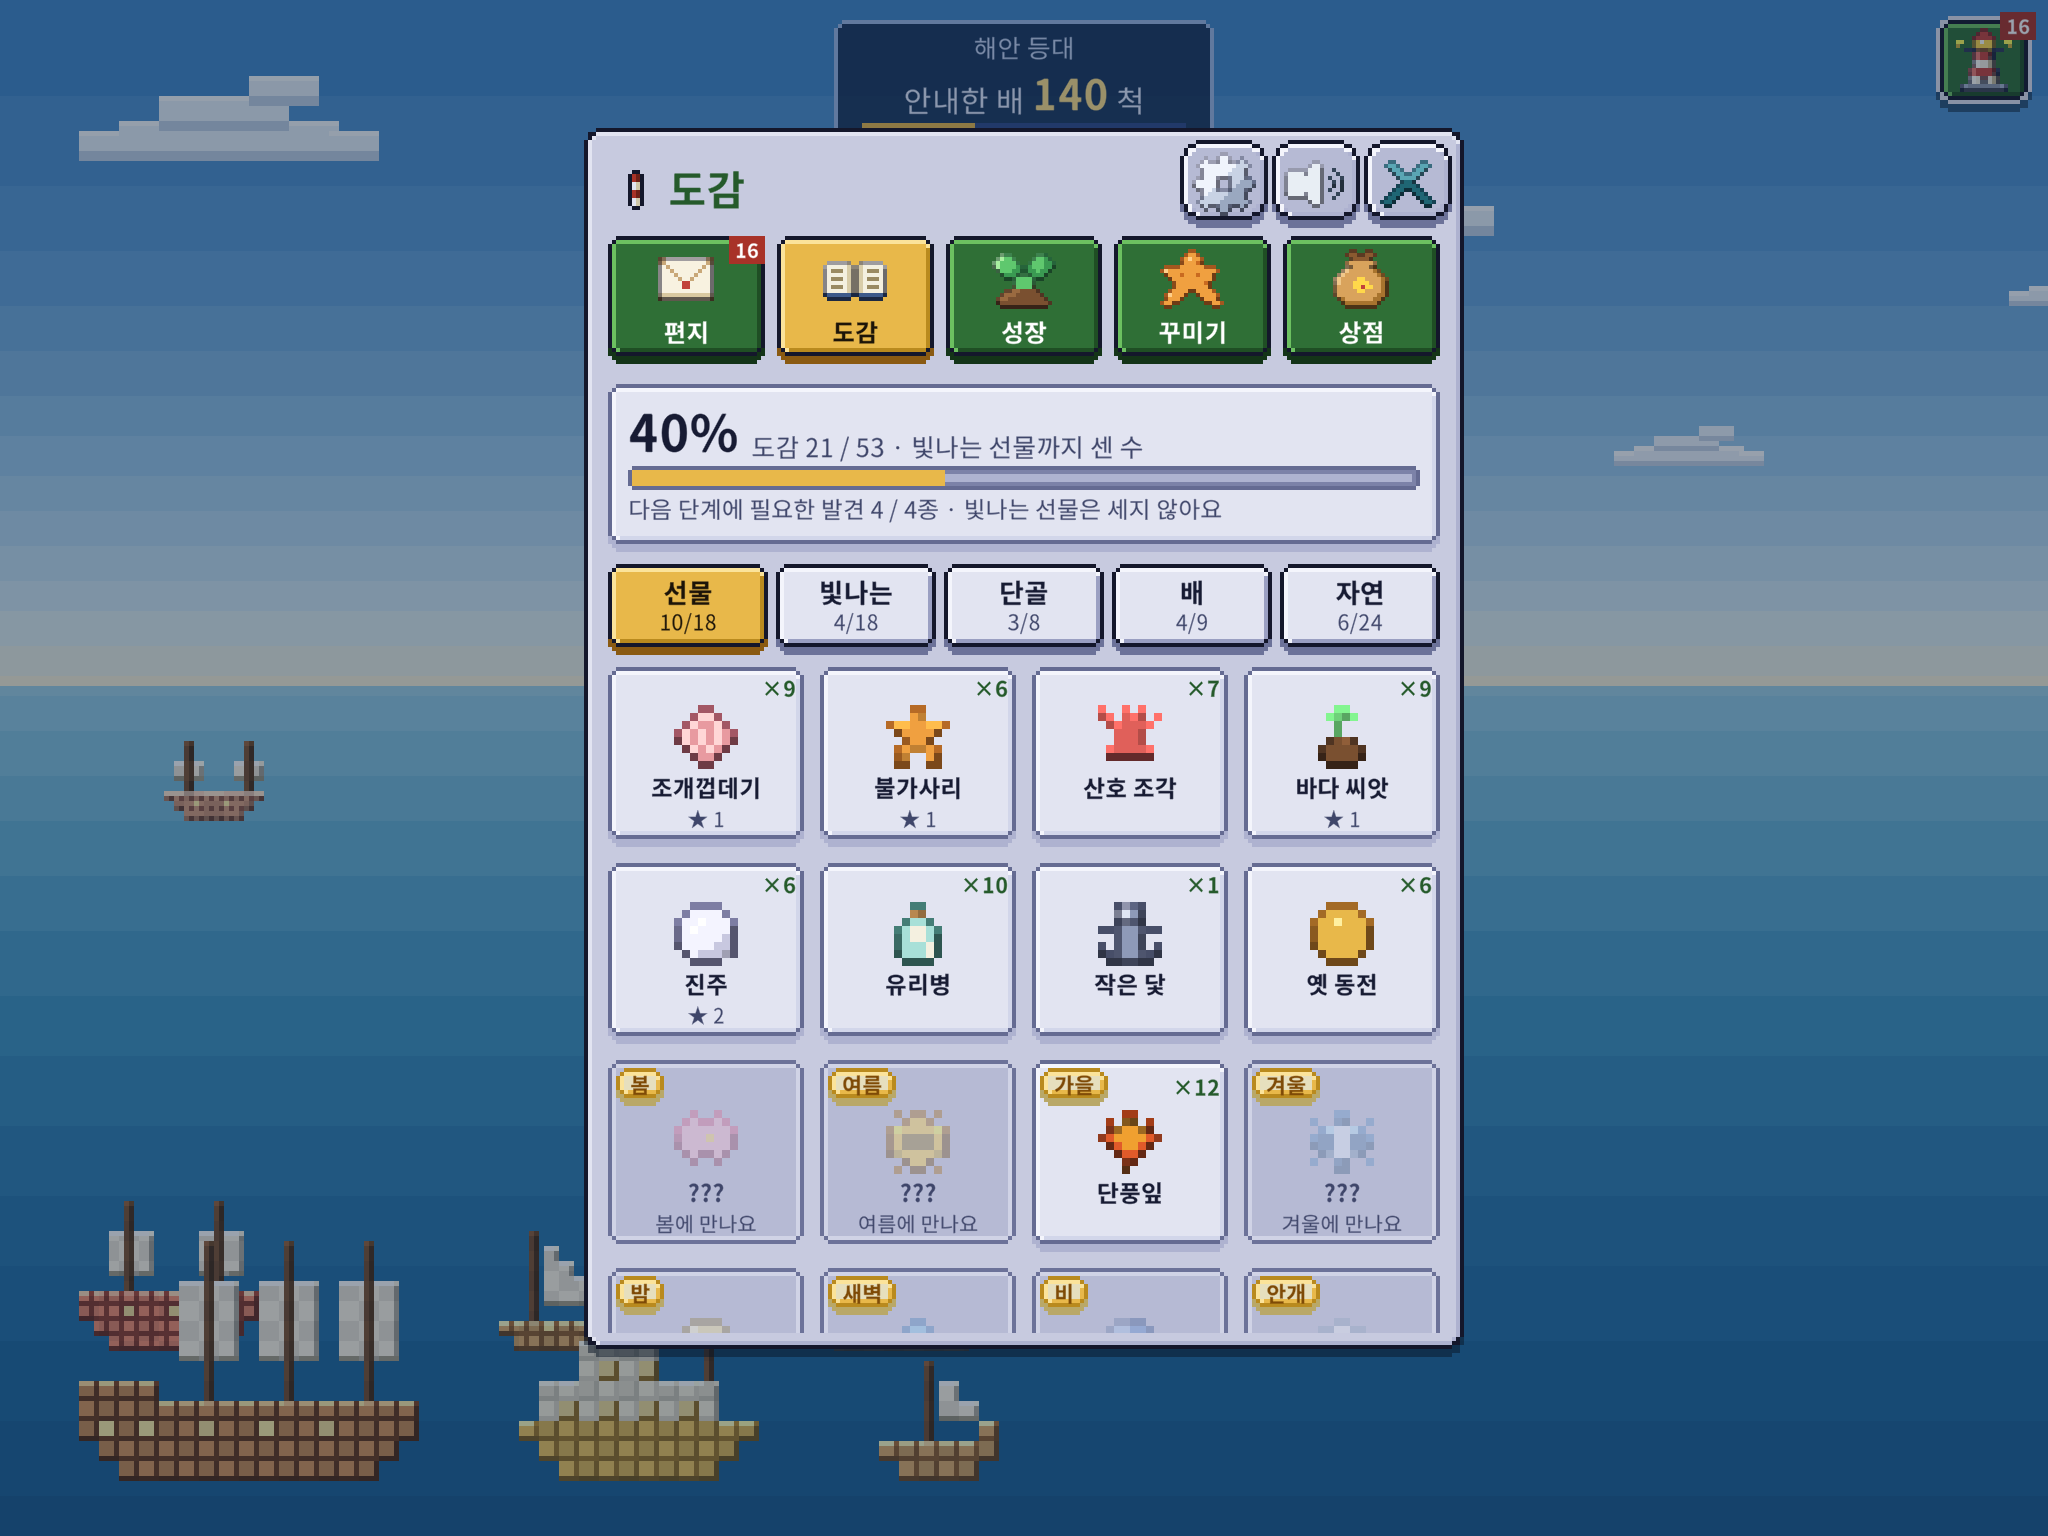 해안 등대
안내한 배 140 척
16
도감
16
편지
도감
성장
꾸미기
상점
40% 도감 21 / 53 · 빛나는 선물까지 센 수
다음 단계에 필요한 발견 4 / 4종 · 빛나는 선물은 세지 않아요
선물
10/18
빛나는
4/18
단골
3/8
배
4/9
자연
6/24
×9
조개껍데기
★ 1
×6
불가사리
★ 1
×7
산호 조각
×9
바다 씨앗
★ 1
×6
진주
★ 2
×10
유리병
×1
작은 닻
×6
옛 동전
봄
???
봄에 만나요
여름
???
여름에 만나요
가을
×12
단풍잎
겨울
???
겨울에 만나요
밤
새벽
비
안개